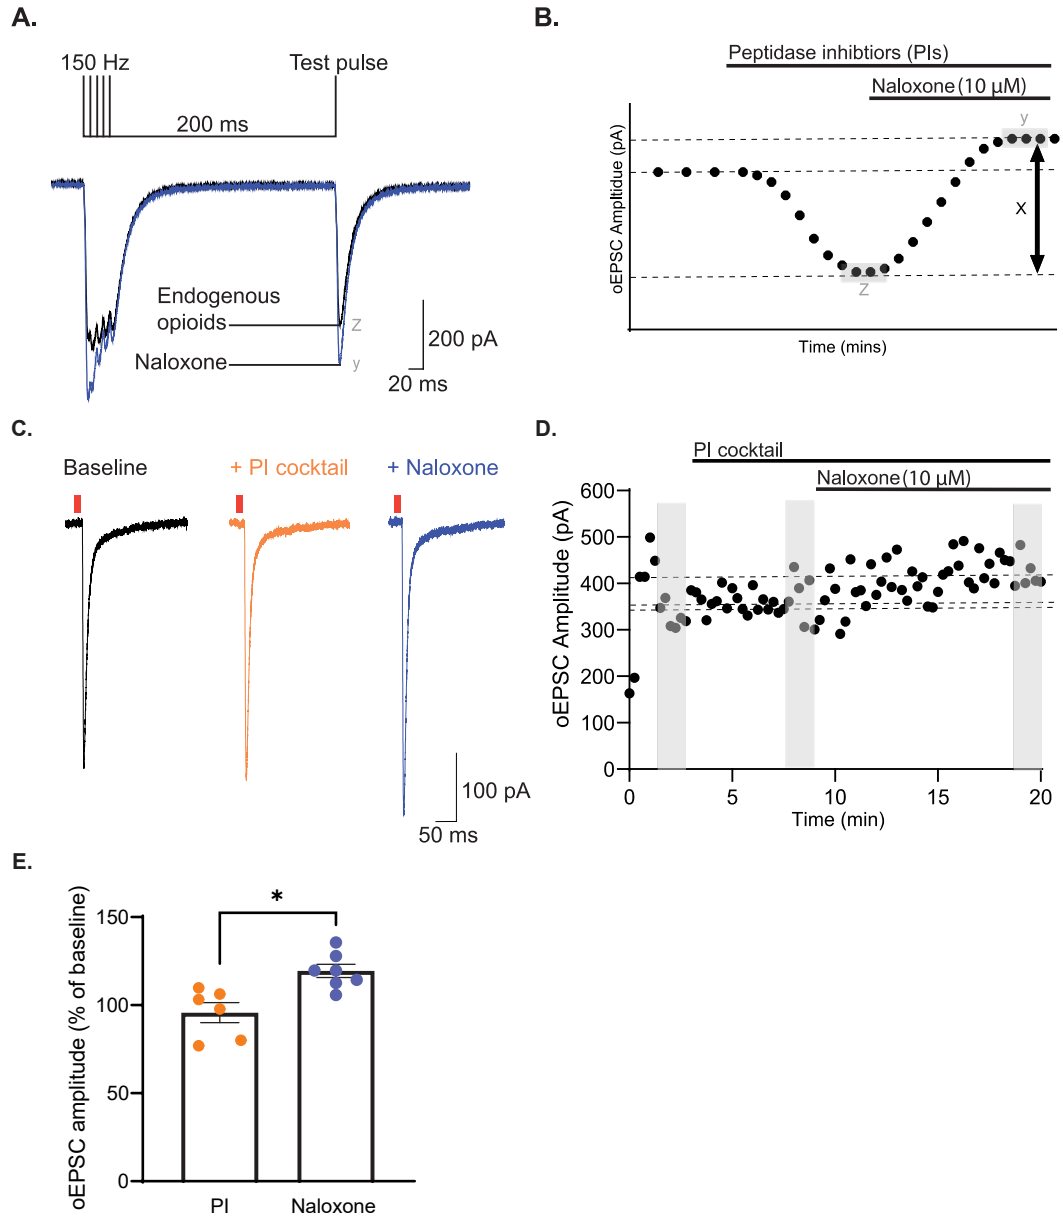 A.
150 Hz
Test pulse
200 ms
Endogenous
opioids
Z
Naloxone
y
200 pA
20 ms
B.
Peptidase inhibtiors (PIs)
Naloxone (10 µM)
y
X
Z
oEPSC Ampltidue (pA)
Time (mins)
C.
Baseline
+ PI cocktail
+ Naloxone
100 pA
50 ms
D.
PI cocktail
Naloxone (10 µM)
oEPSC Amplitude (pA)
600
500
400
300
200
100
0
0 5 10 15 20
Time (min)
E.
oEPSC amplitude (% of baseline)
150
100
50
0
*
PI Naloxone